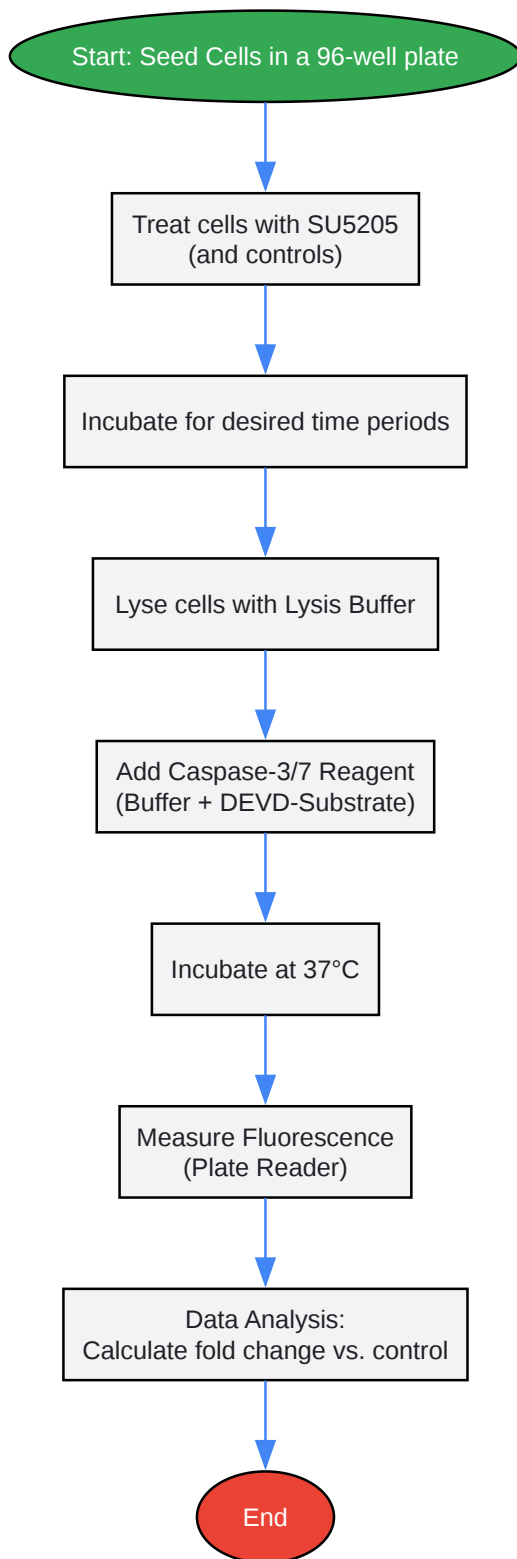 Start: Seed Cells in a 96-well plate
Treat cells with SU5205
(and controls)
Incubate for desired time periods
Lyse cells with Lysis Buffer
Add Caspase-3/7 Reagent
(Buffer + DEVD-Substrate)
Incubate at 37°C
Measure Fluorescence
(Plate Reader)
Data Analysis:
Calculate fold change vs. control
End